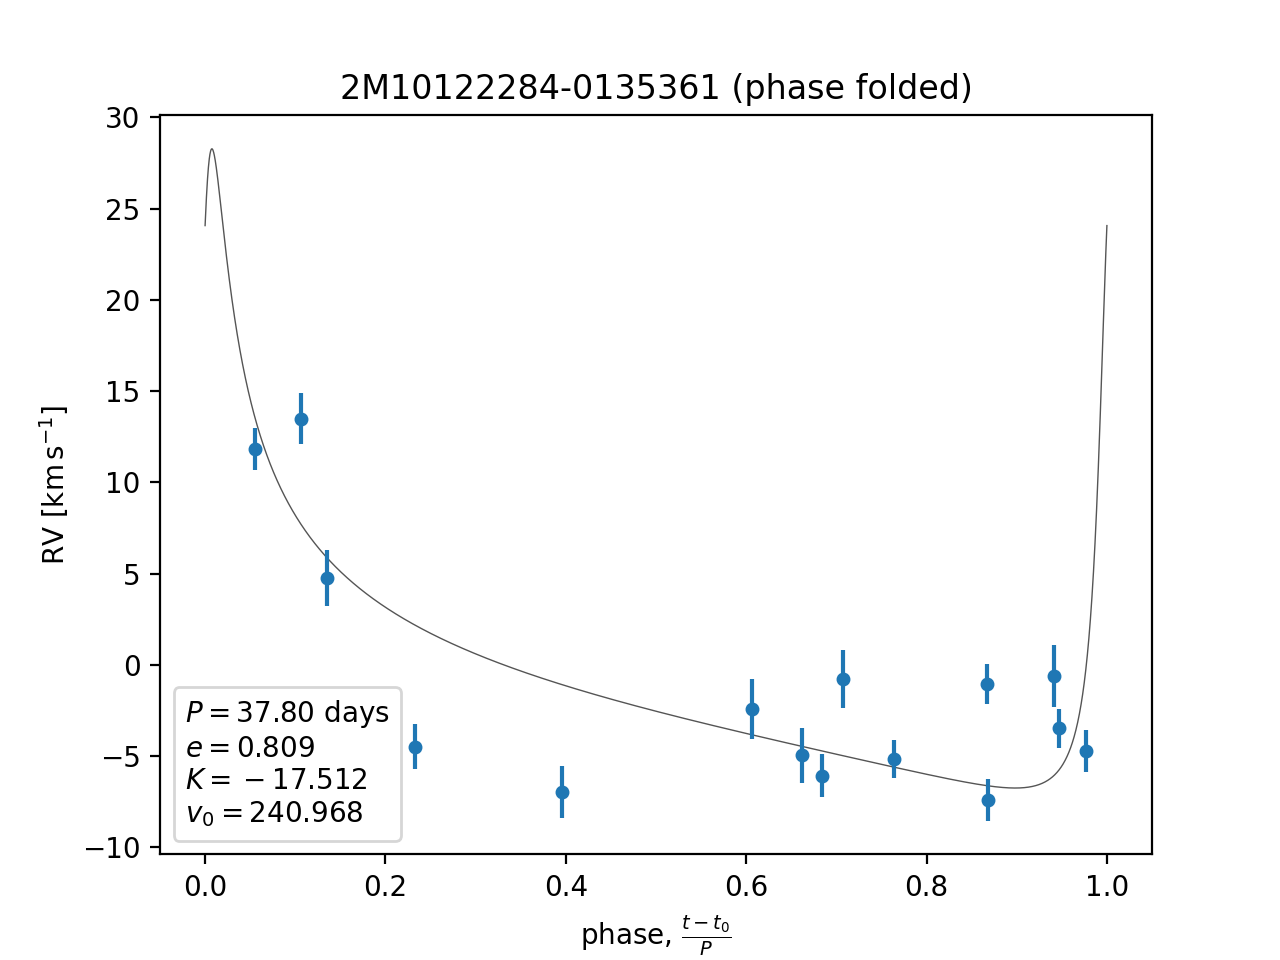 2M10122284-0135361 (phase folded)
30
25
20
15
10
5
0
−5
−10
RV [km s⁻¹]
P = 37.80 days
e = 0.809
K = −17.512
v₀ = 240.968
0.0 0.2 0.4 0.6 0.8 1.0
phase, (t − t₀)/P